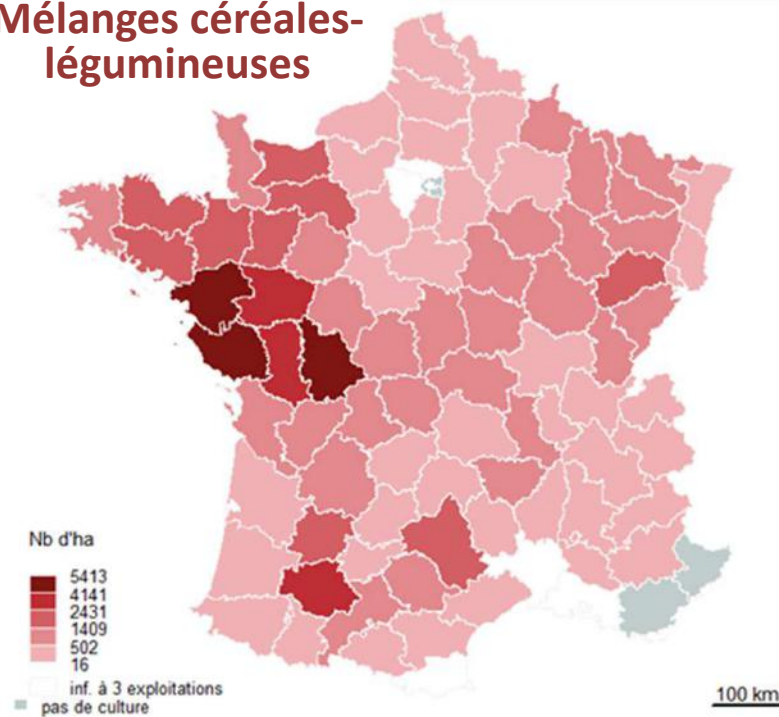 Mélanges céréales-
légumineuses
Nb d'ha
5413
4141
2431
1409
502
16
inf. à 3 exploitations
pas de culture
100 km